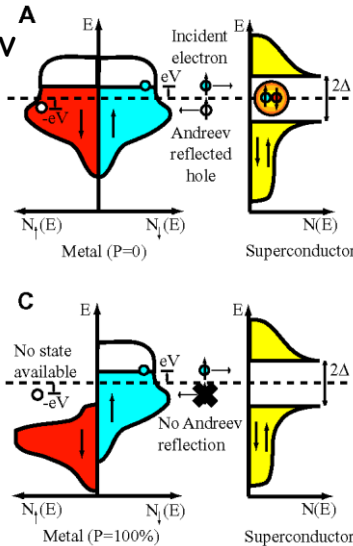 A
V
E
E
Incident
electron
eV
-eV
2Δ
Andreev
reflected
hole
N↑(E)
N↓(E)
N(E)
Metal (P=0)
Superconductor
C
E
E
No state
available
eV
-eV
2Δ
No Andreev
reflection
N↑(E)
N↓(E)
N(E)
Metal (P=100%)
Superconductor